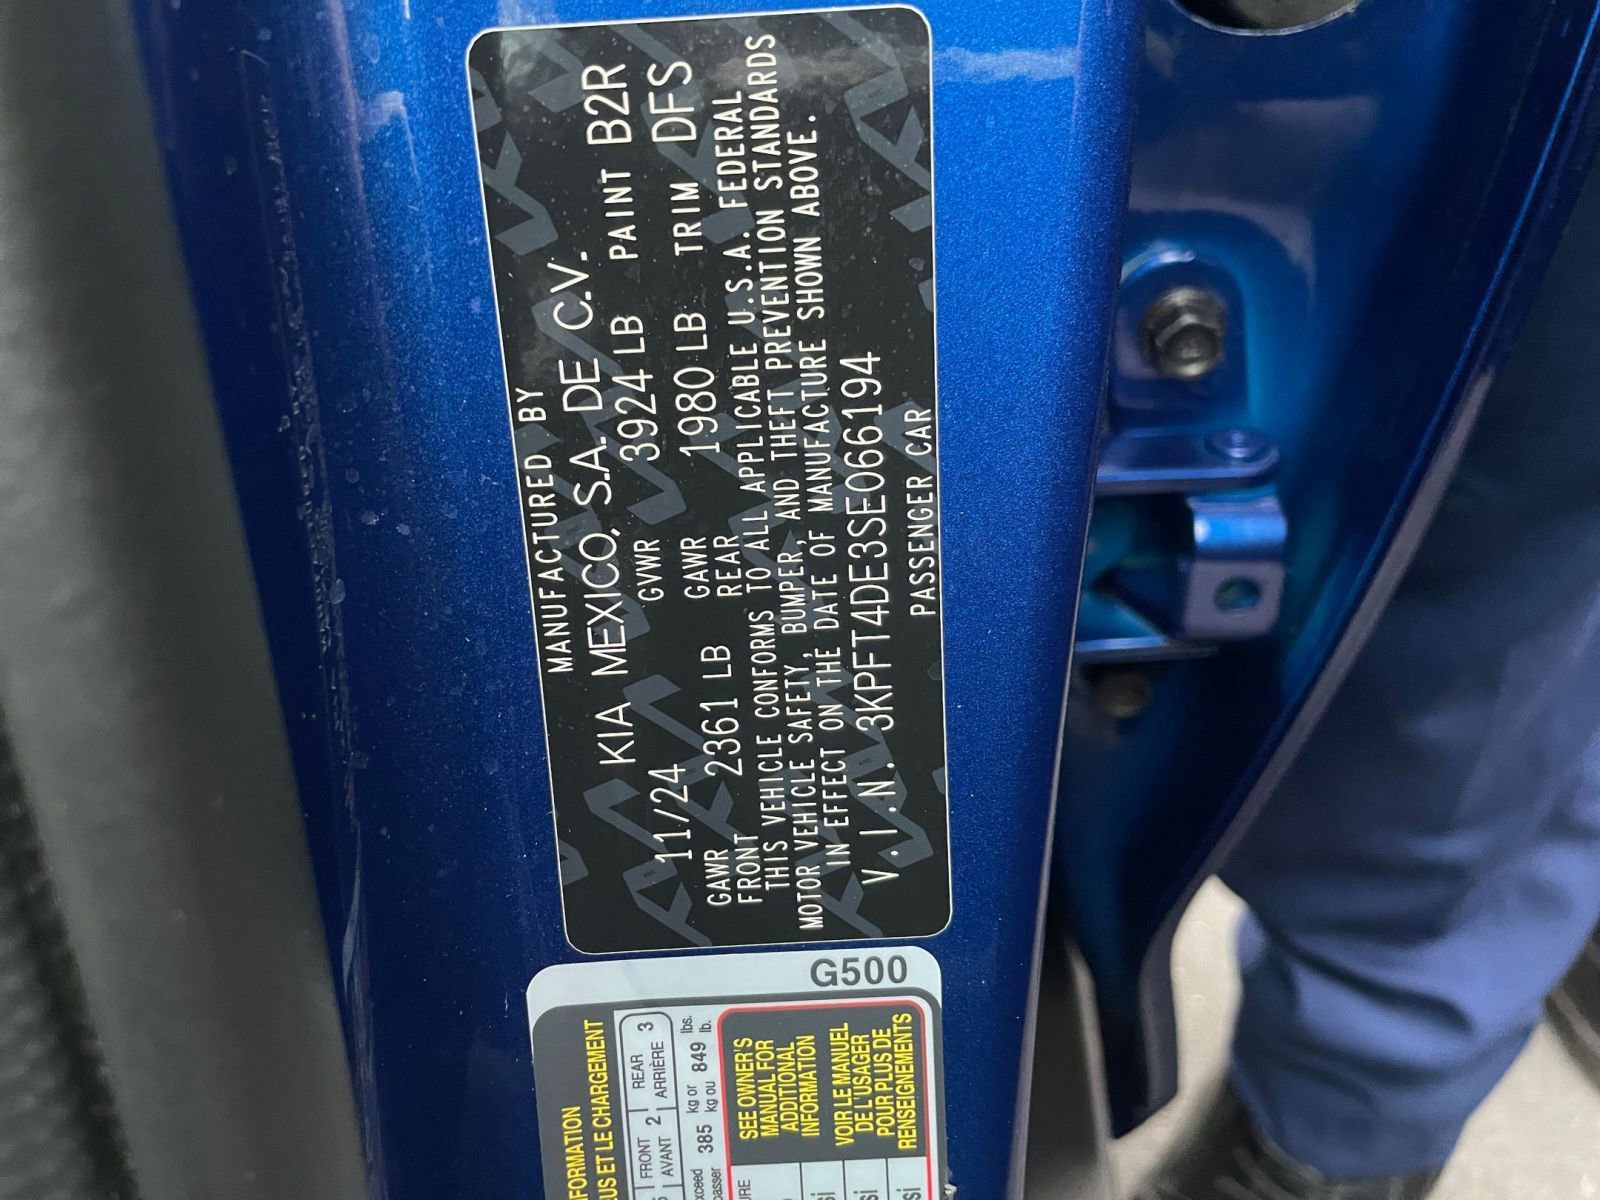 MANUFACTURED BY
KIA MEXICO, S.A. DE C.V.
11/24 GVWR 3924 LB PAINT B2R
GAWR FRONT 2361 LB GAWR REAR 1980 LB TRIM DFS
THIS VEHICLE CONFORMS TO ALL APPLICABLE U.S.A. FEDERAL
MOTOR VEHICLE SAFETY, BUMPER, AND THEFT PREVENTION STANDARDS
IN EFFECT ON THE DATE OF MANUFACTURE SHOWN ABOVE.
V.I.N. 3KPFT4DE3SE066194
PASSENGER CAR
G500
FRONT 2 REAR 3
AVANT ARRIÈRE
385 kg or 849 lbs.
kg ou lb.
ET LE CHARGEMENT
SEE OWNER'S
MANUAL FOR
ADDITIONAL
INFORMATION
VOIR LE MANUEL
DE L'USAGER
POUR PLUS DE
RENSEIGNEMENTS